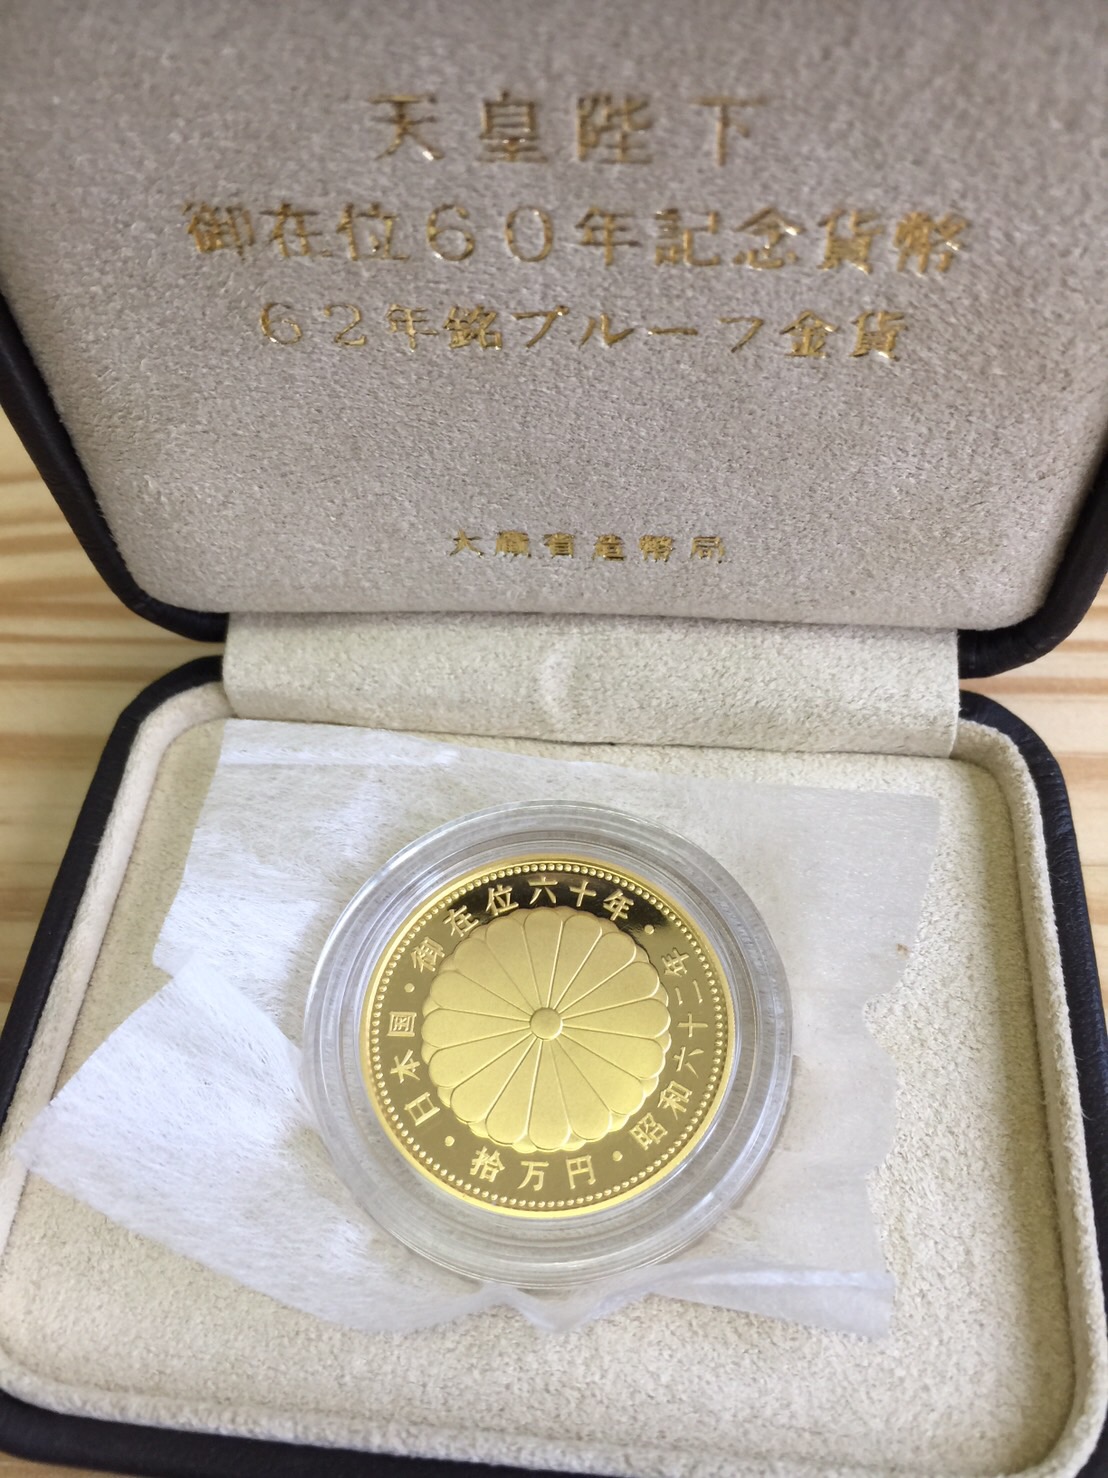 天皇陛下
御在位60年記念貨幣
62年銘プルーフ金貨
大蔵省造幣局
日本国・御在位六十年・
昭和六十二年・拾万円・